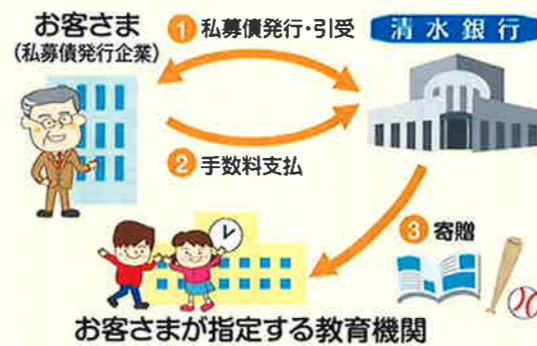 お客さま
(私募債発行企業)
1 私募債発行・引受
清水銀行
2 手数料支払
3 寄贈
お客さまが指定する教育機関